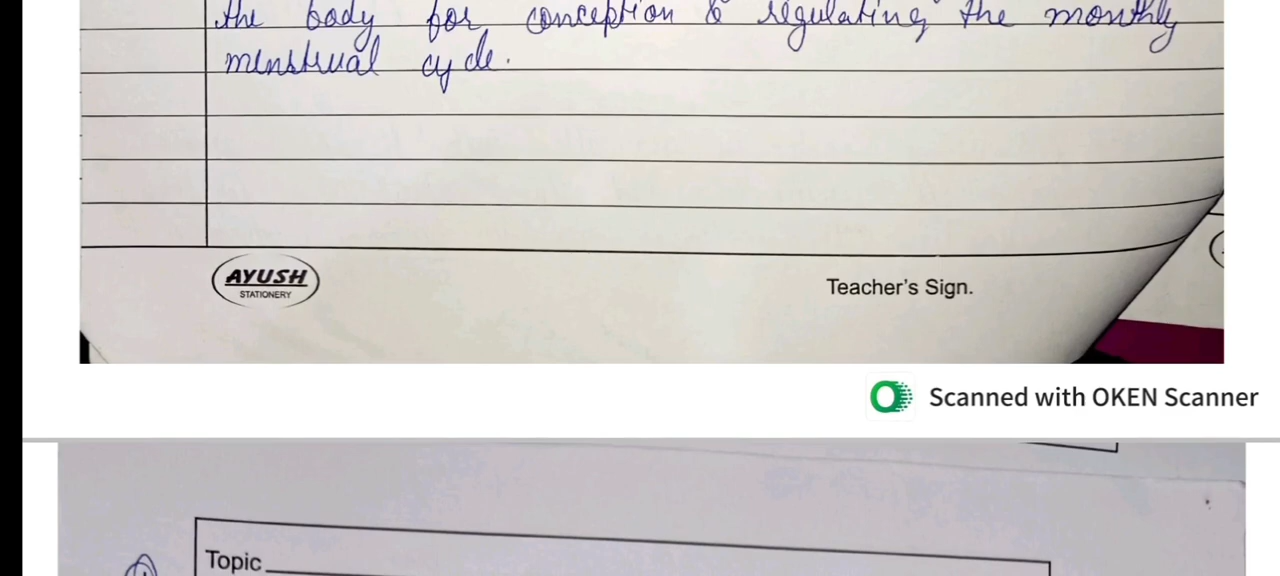 the body for conception & regulating the monthly
menstrual cycle.
AYUSH
STATIONERY
Teacher's Sign.
Scanned with OKEN Scanner
Topic